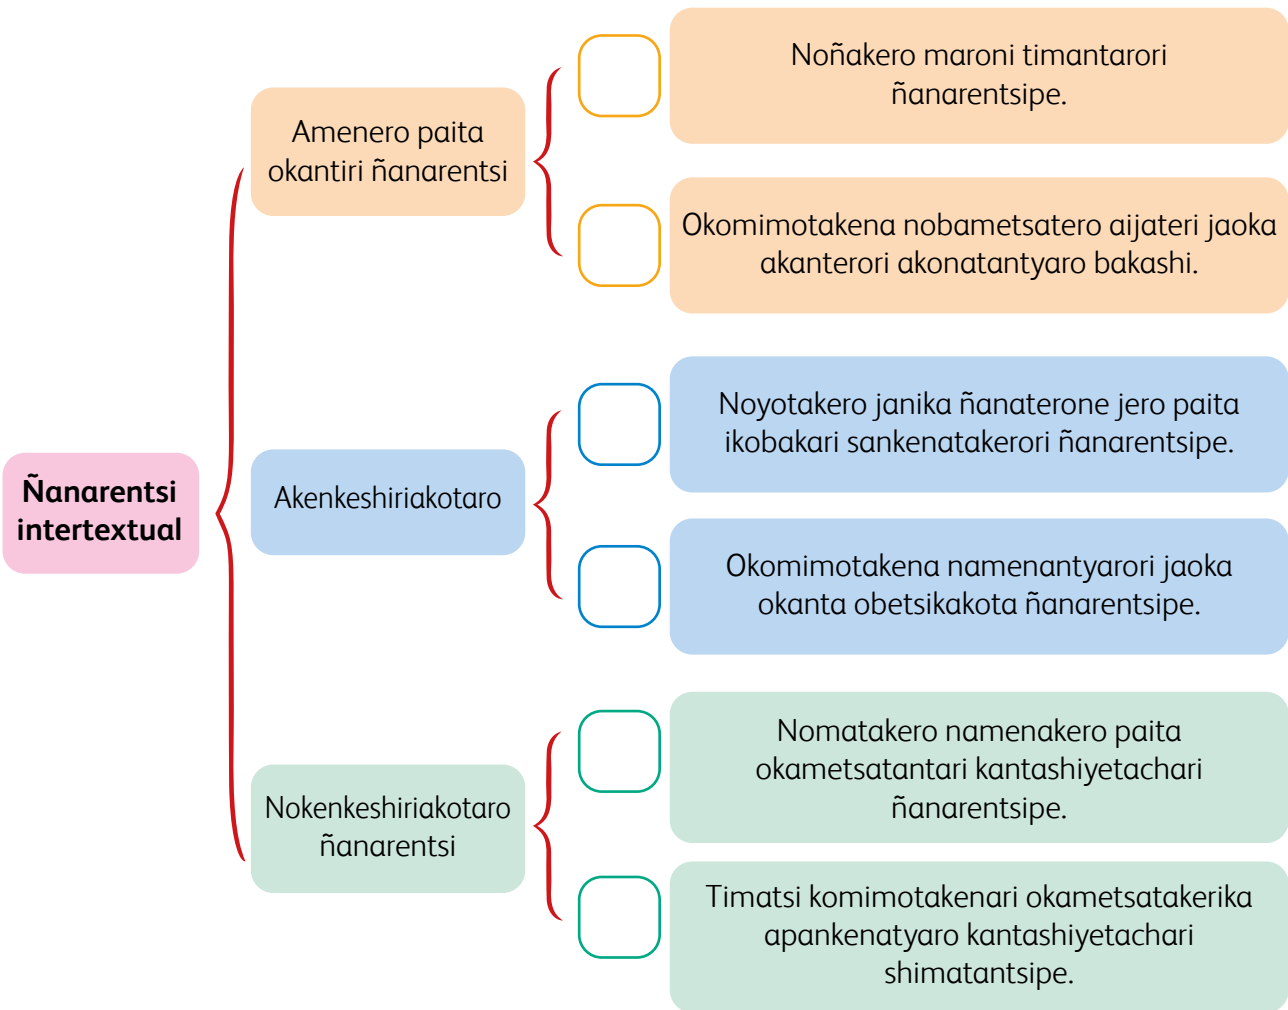 Ñanarentsi
intertextual
Amenero paita
okantiri ñanarentsi
Noñakero maroni timantarori
ñanarentsipe.
Okomimotakena nobametsatero aijateri jaoka
akanterori akonatantyaro bakashi.
Akenkeshiriakotaro
Noyotakero janika ñanaterone jero paita
ikobakari sankenatakerori ñanarentsipe.
Okomimotakena namenantyarori jaoka
okanta obetsikakota ñanarentsipe.
Nokenkeshiriakotaro
ñanarentsi
Nomatakero namenakero paita
okametsatantari kantashiyetachari
ñanarentsipe.
Timatsi komimotakenari okametsatakerika
apankenatyaro kantashiyetachari
shimatantsipe.